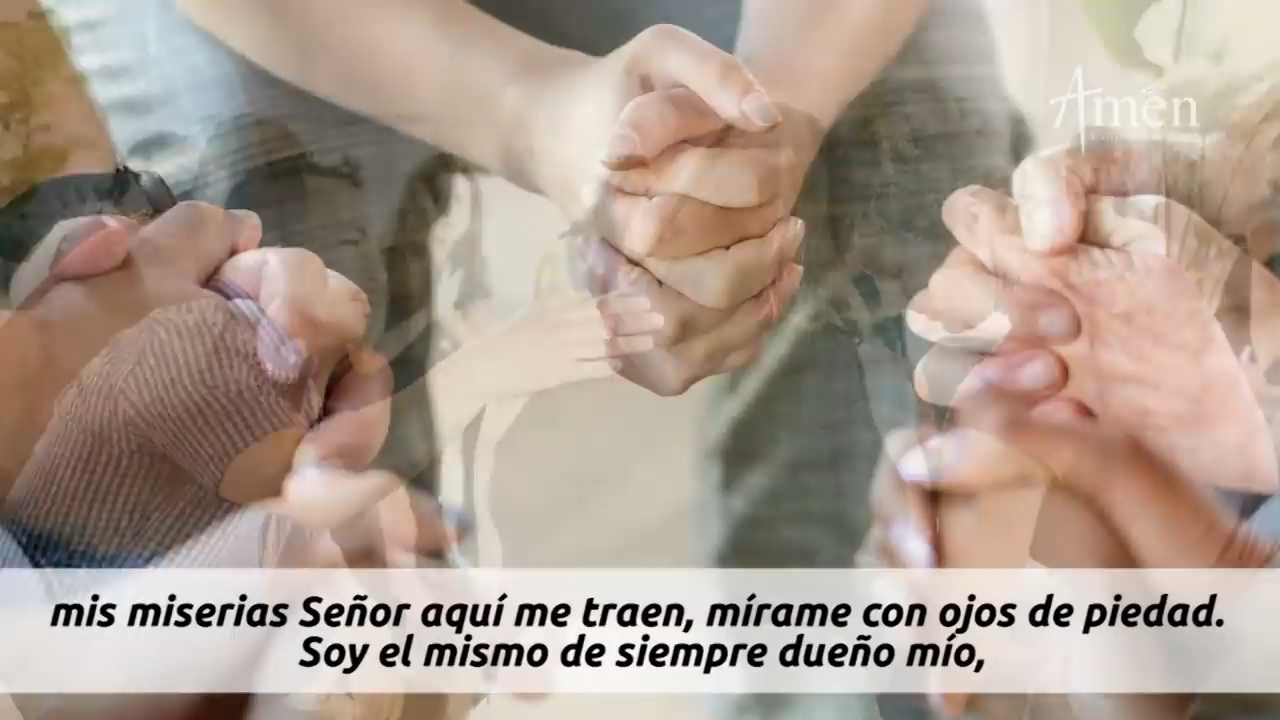 Amén
mis miserias Señor aquí me traen, mírame con ojos de piedad.
Soy el mismo de siempre dueño mío,